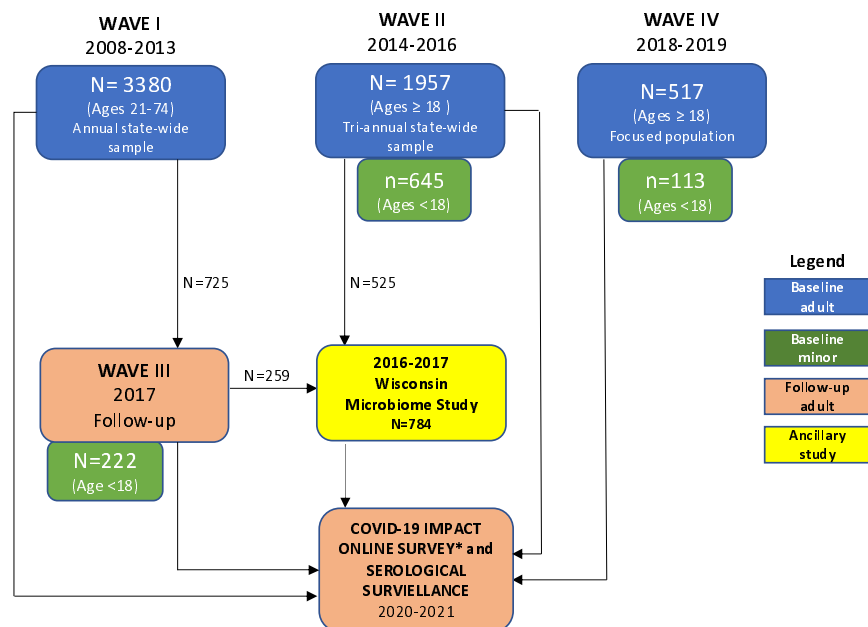 WAVE I
2008-2013
WAVE II
2014-2016
WAVE IV
2018-2019
N= 3380
(Ages 21-74)
Annual state-wide
sample
N= 1957
(Ages ≥ 18 )
Tri-annual state-wide
sample
N=517
(Ages ≥ 18)
Focused population
n=645
(Ages <18)
n=113
(Ages <18)
N=725
N=525
Legend
Baseline
adult
Baseline
minor
Follow-up
adult
Ancillary
study
WAVE III
2017
Follow-up
N=259
2016-2017
Wisconsin
Microbiome Study
N=784
N=222
(Age <18)
COVID-19 IMPACT
ONLINE SURVEY* and
SEROLOGICAL
SURVIELLANCE
2020-2021